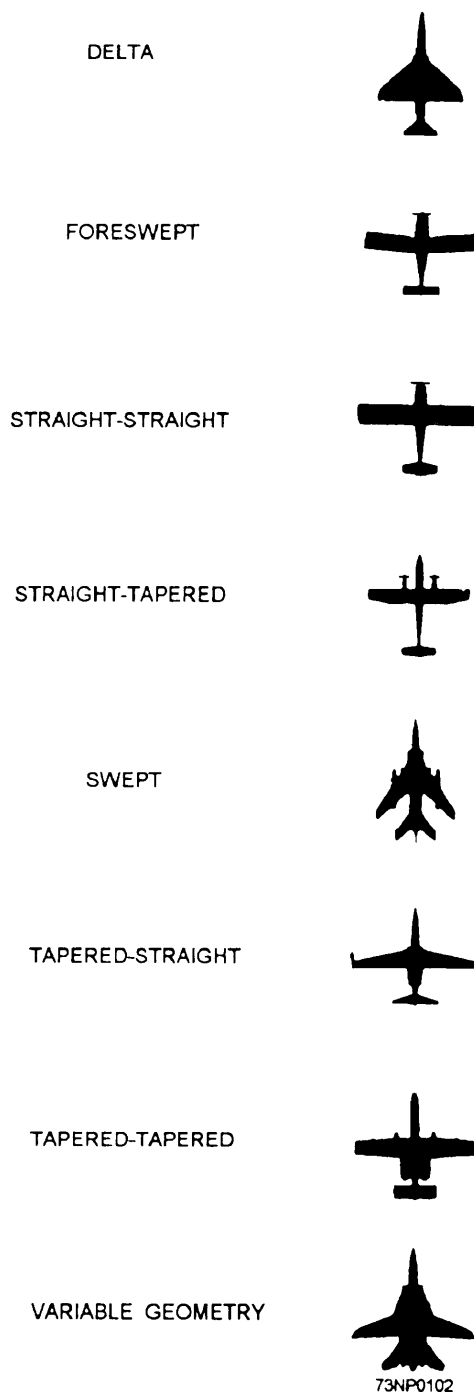 DELTA
FORESWEPT
STRAIGHT-STRAIGHT
STRAIGHT-TAPERED
SWEPT
TAPERED-STRAIGHT
TAPERED-TAPERED
VARIABLE GEOMETRY
73NP0102